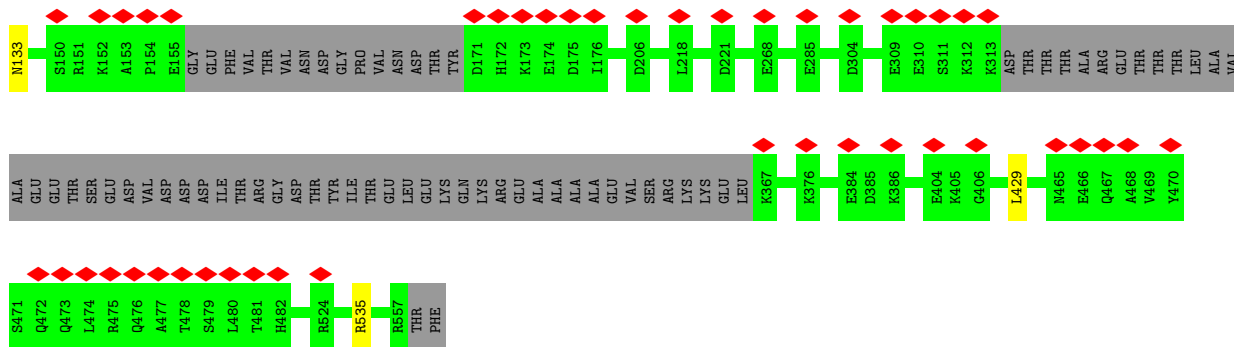 N133 S150 R151 K152 A153 P154 E155 GLY GLU PHE VAL THR VAL ASN ASP GLY PRO VAL ASN ASP THR TYR D171 H172 K173 E174 D175 I176 D206 L218 D221 E268 E285 D304 E309 E310 S311 K312 K313 ASP THR THR THR ALA ARG GLU THR THR THR LEU ALA VAL
ALA GLU GLU THR SER GLU ASP VAL ASP ASP ASP ILE THR ARG GLY ASP THR TYR ILE THR GLU LEU GLU LYS GLN LYS ARG GLU ALA ALA ALA ALA GLU VAL SER ARG LYS LYS GLU LEU K367 K376 E384 D385 K386 E404 K405 G406 L429 N465 E466 Q467 A468 V469 Y470
S471 Q472 Q473 L474 R475 Q476 A477 T478 S479 L480 T481 H482 R524 R535 R557 THR PHE